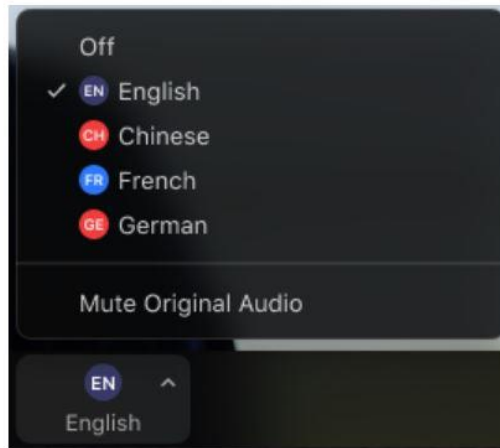 Off
EN English
CH Chinese
FR French
GE German
Mute Original Audio
EN
English